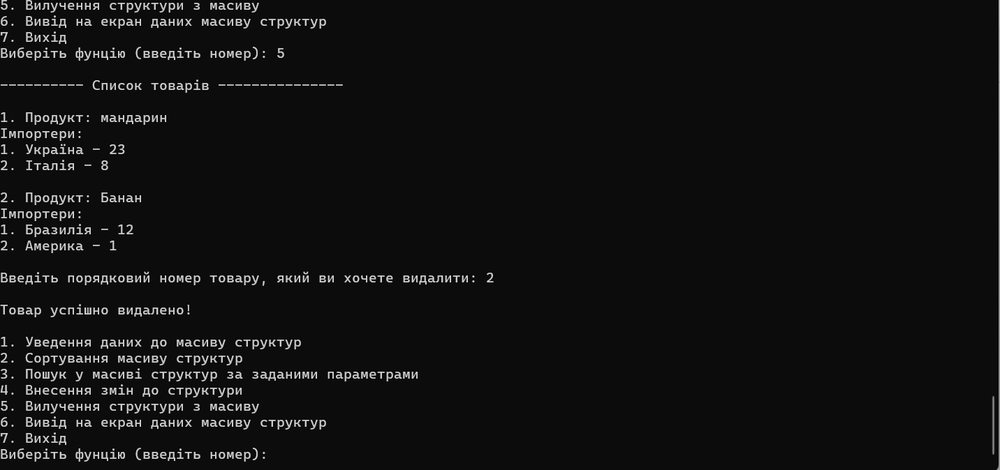 5. Вилучення структури з масиву
6. Вивід на екран даних масиву структур
7. Вихід
Виберіть фунцію (введіть номер): 5
---------- Список товарів ---------------
1. Продукт: мандарин
Імпортери:
1. Україна - 23
2. Італія - 8
2. Продукт: Банан
Імпортери:
1. Бразилія - 12
2. Америка - 1
Введіть порядковий номер товару, який ви хочете видалити: 2
Товар успішно видалено!
1. Уведення даних до масиву структур
2. Сортування масиву структур
3. Пошук у масиві структур за заданими параметрами
4. Внесення змін до структури
5. Вилучення структури з масиву
6. Вивід на екран даних масиву структур
7. Вихід
Виберіть фунцію (введіть номер):